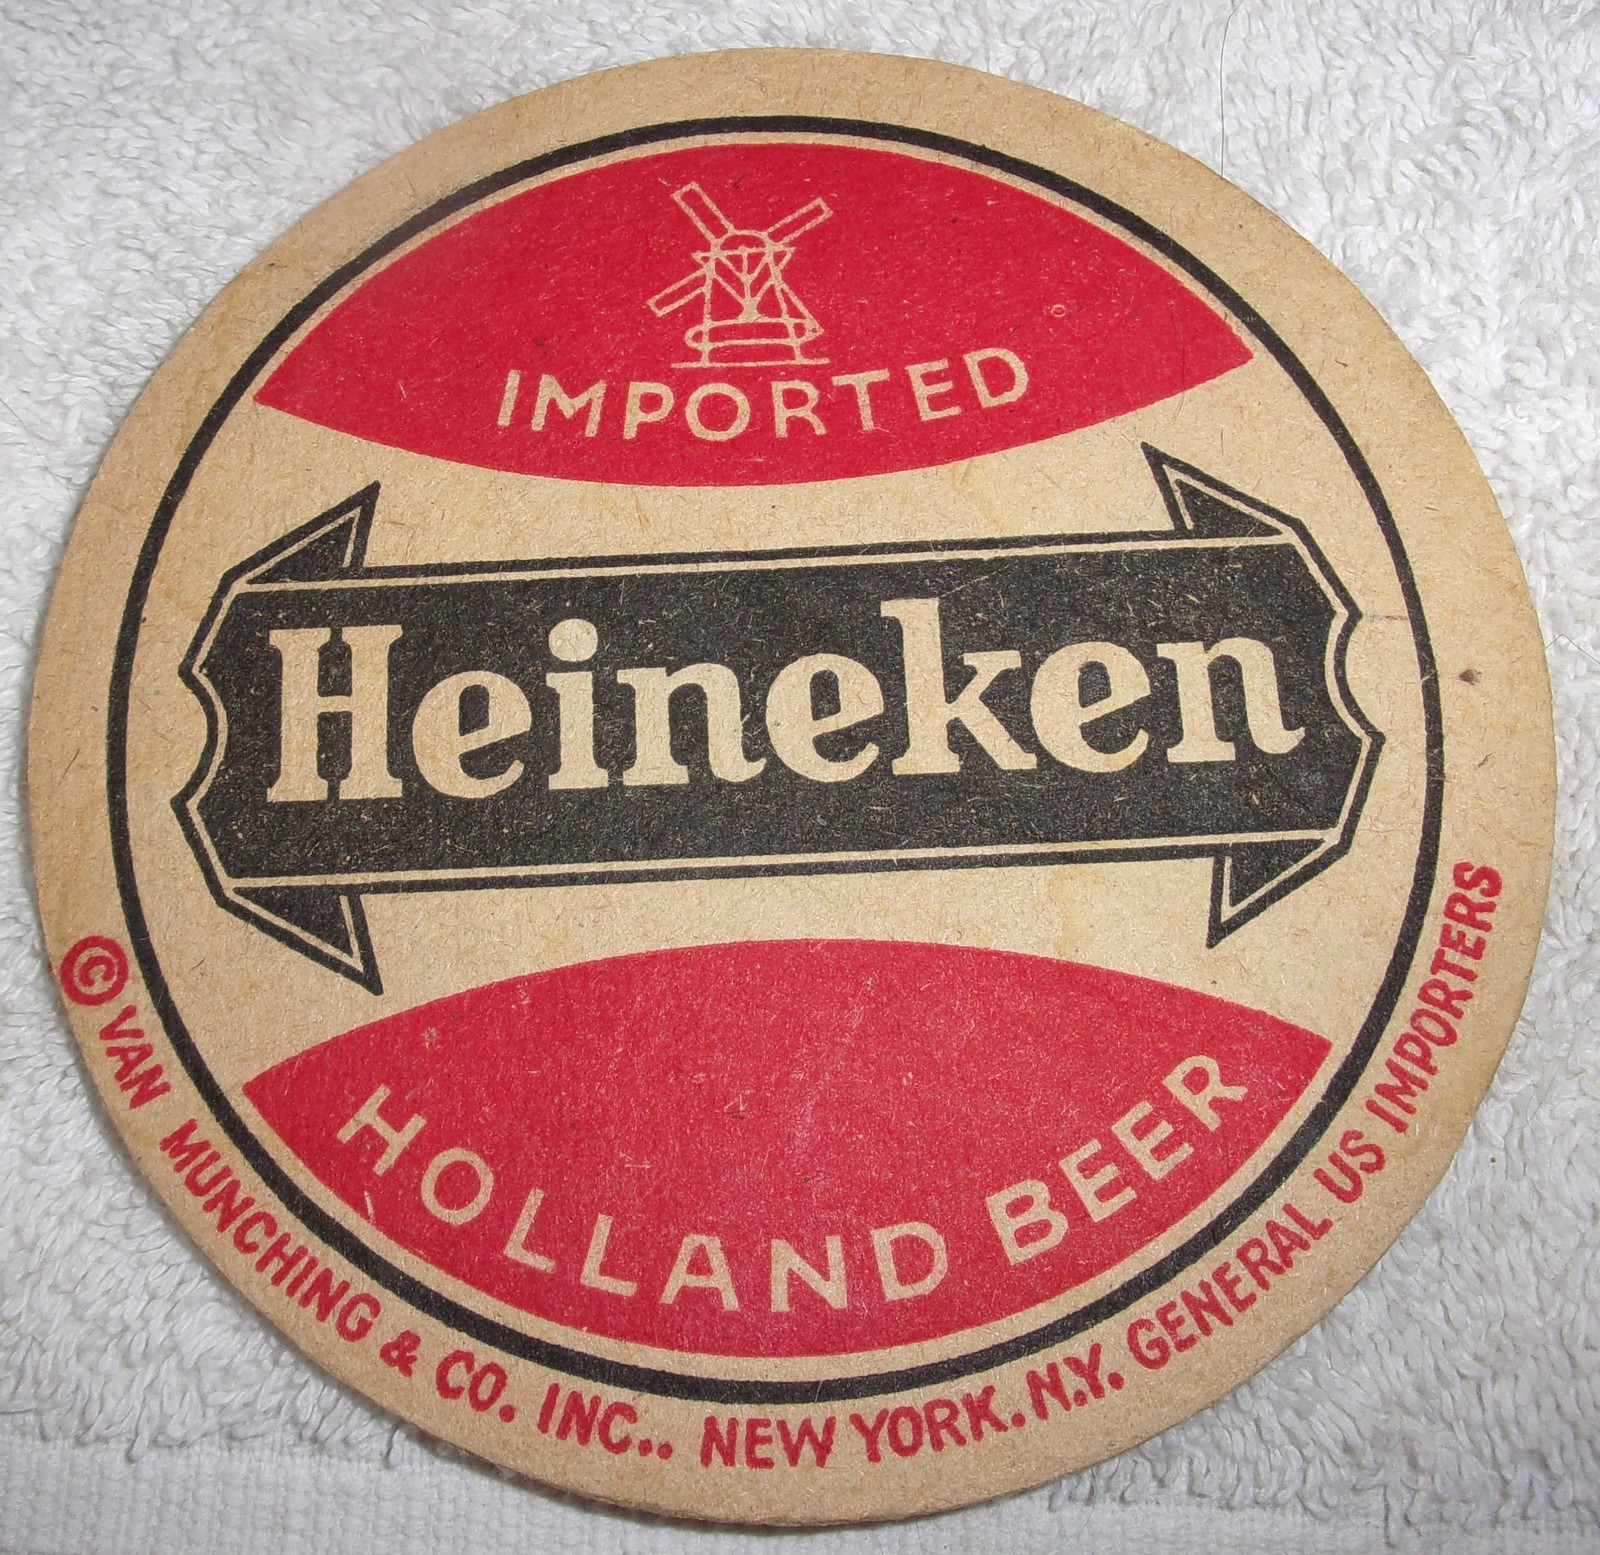 IMPORTED
Heineken
HOLLAND BEER
© VAN MUNCHING & CO. INC.. NEW YORK. N.Y. GENERAL US IMPORTERS